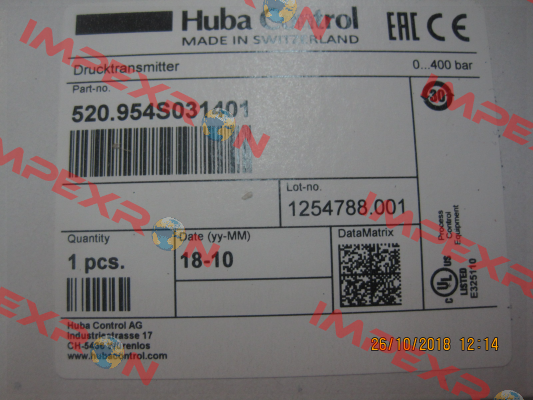 Huba Control
MADE IN SWITZERLAND
EAC CE
Drucktransmitter
0...400 bar
Part-no.
520.954S031401
30
Lot-no.
1254788.001
Quantity
1 pcs.
Date (yy-MM)
18-10
DataMatrix
Process
Control
Equipment
C UL US
LISTED
E325110
Huba Control AG
Industriestrasse 17
CH-5436 Würenlos
www.hubacontrol.com
26/10/2018 12:14
IMPEXRON
IMPEXRON
IMPEXRON
IMPEXRON